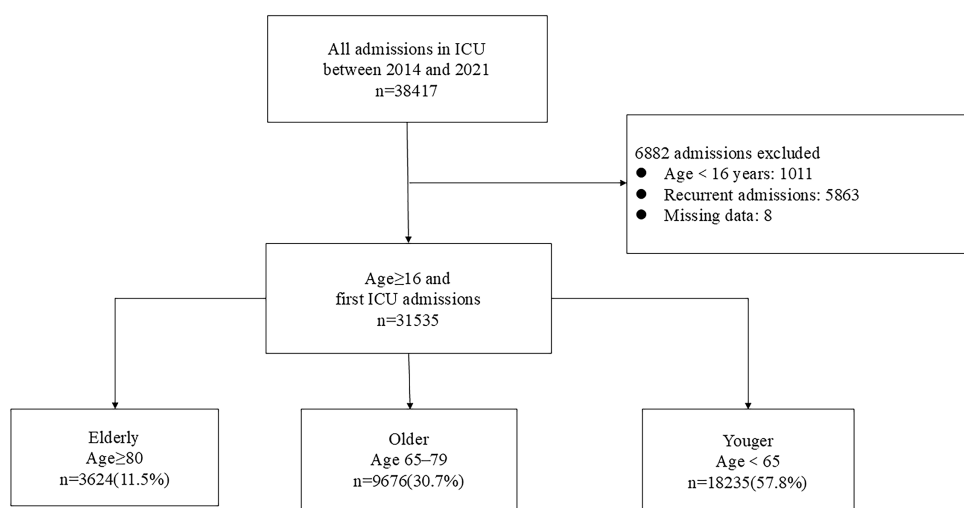 All admissions in ICU
between 2014 and 2021
n=38417
6882 admissions excluded
● Age < 16 years: 1011
● Recurrent admissions: 5863
● Missing data: 8
Age≥16 and
first ICU admissions
n=31535
Elderly
Age≥80
n=3624(11.5%)
Older
Age 65–79
n=9676(30.7%)
Youger
Age < 65
n=18235(57.8%)